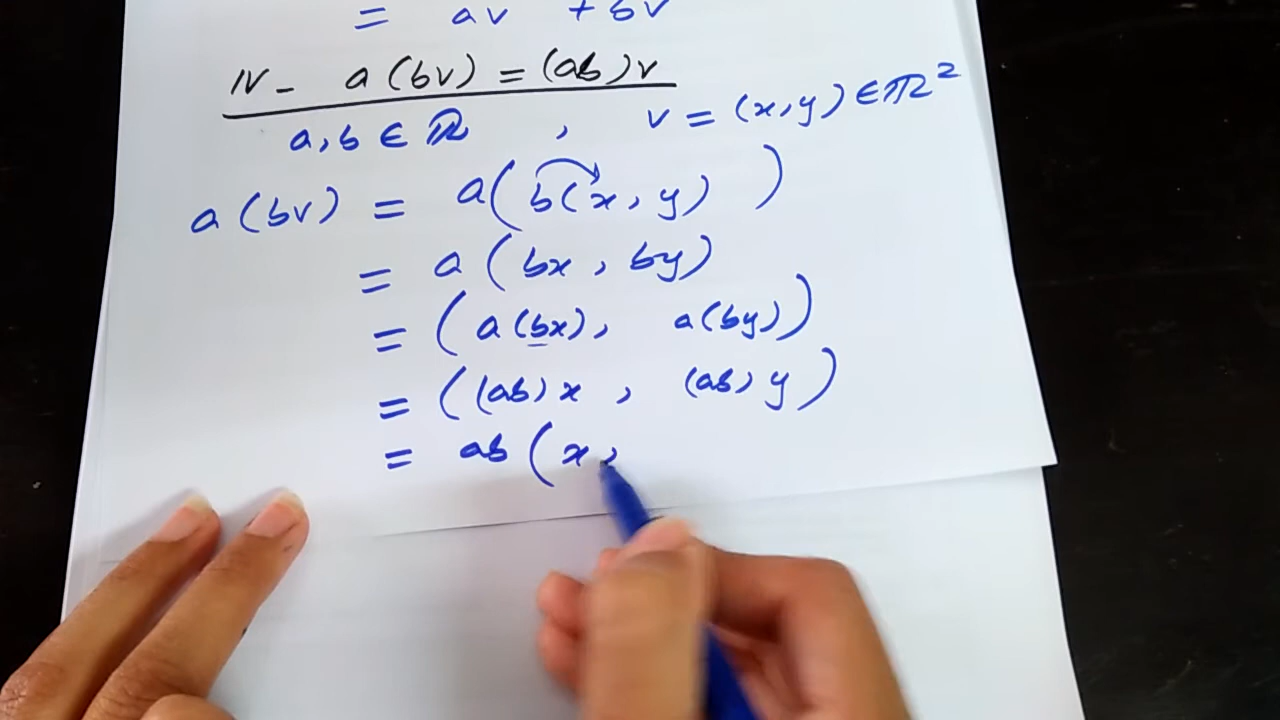 = av + bv
IV - a(bv) = (ab)v
a, b ∈ ℝ , v = (x, y) ∈ ℝ²
a(bv) = a(b(x, y))
= a(bx, by)
= (a(bx), a(by))
= ((ab)x, (ab)y)
= ab(x,